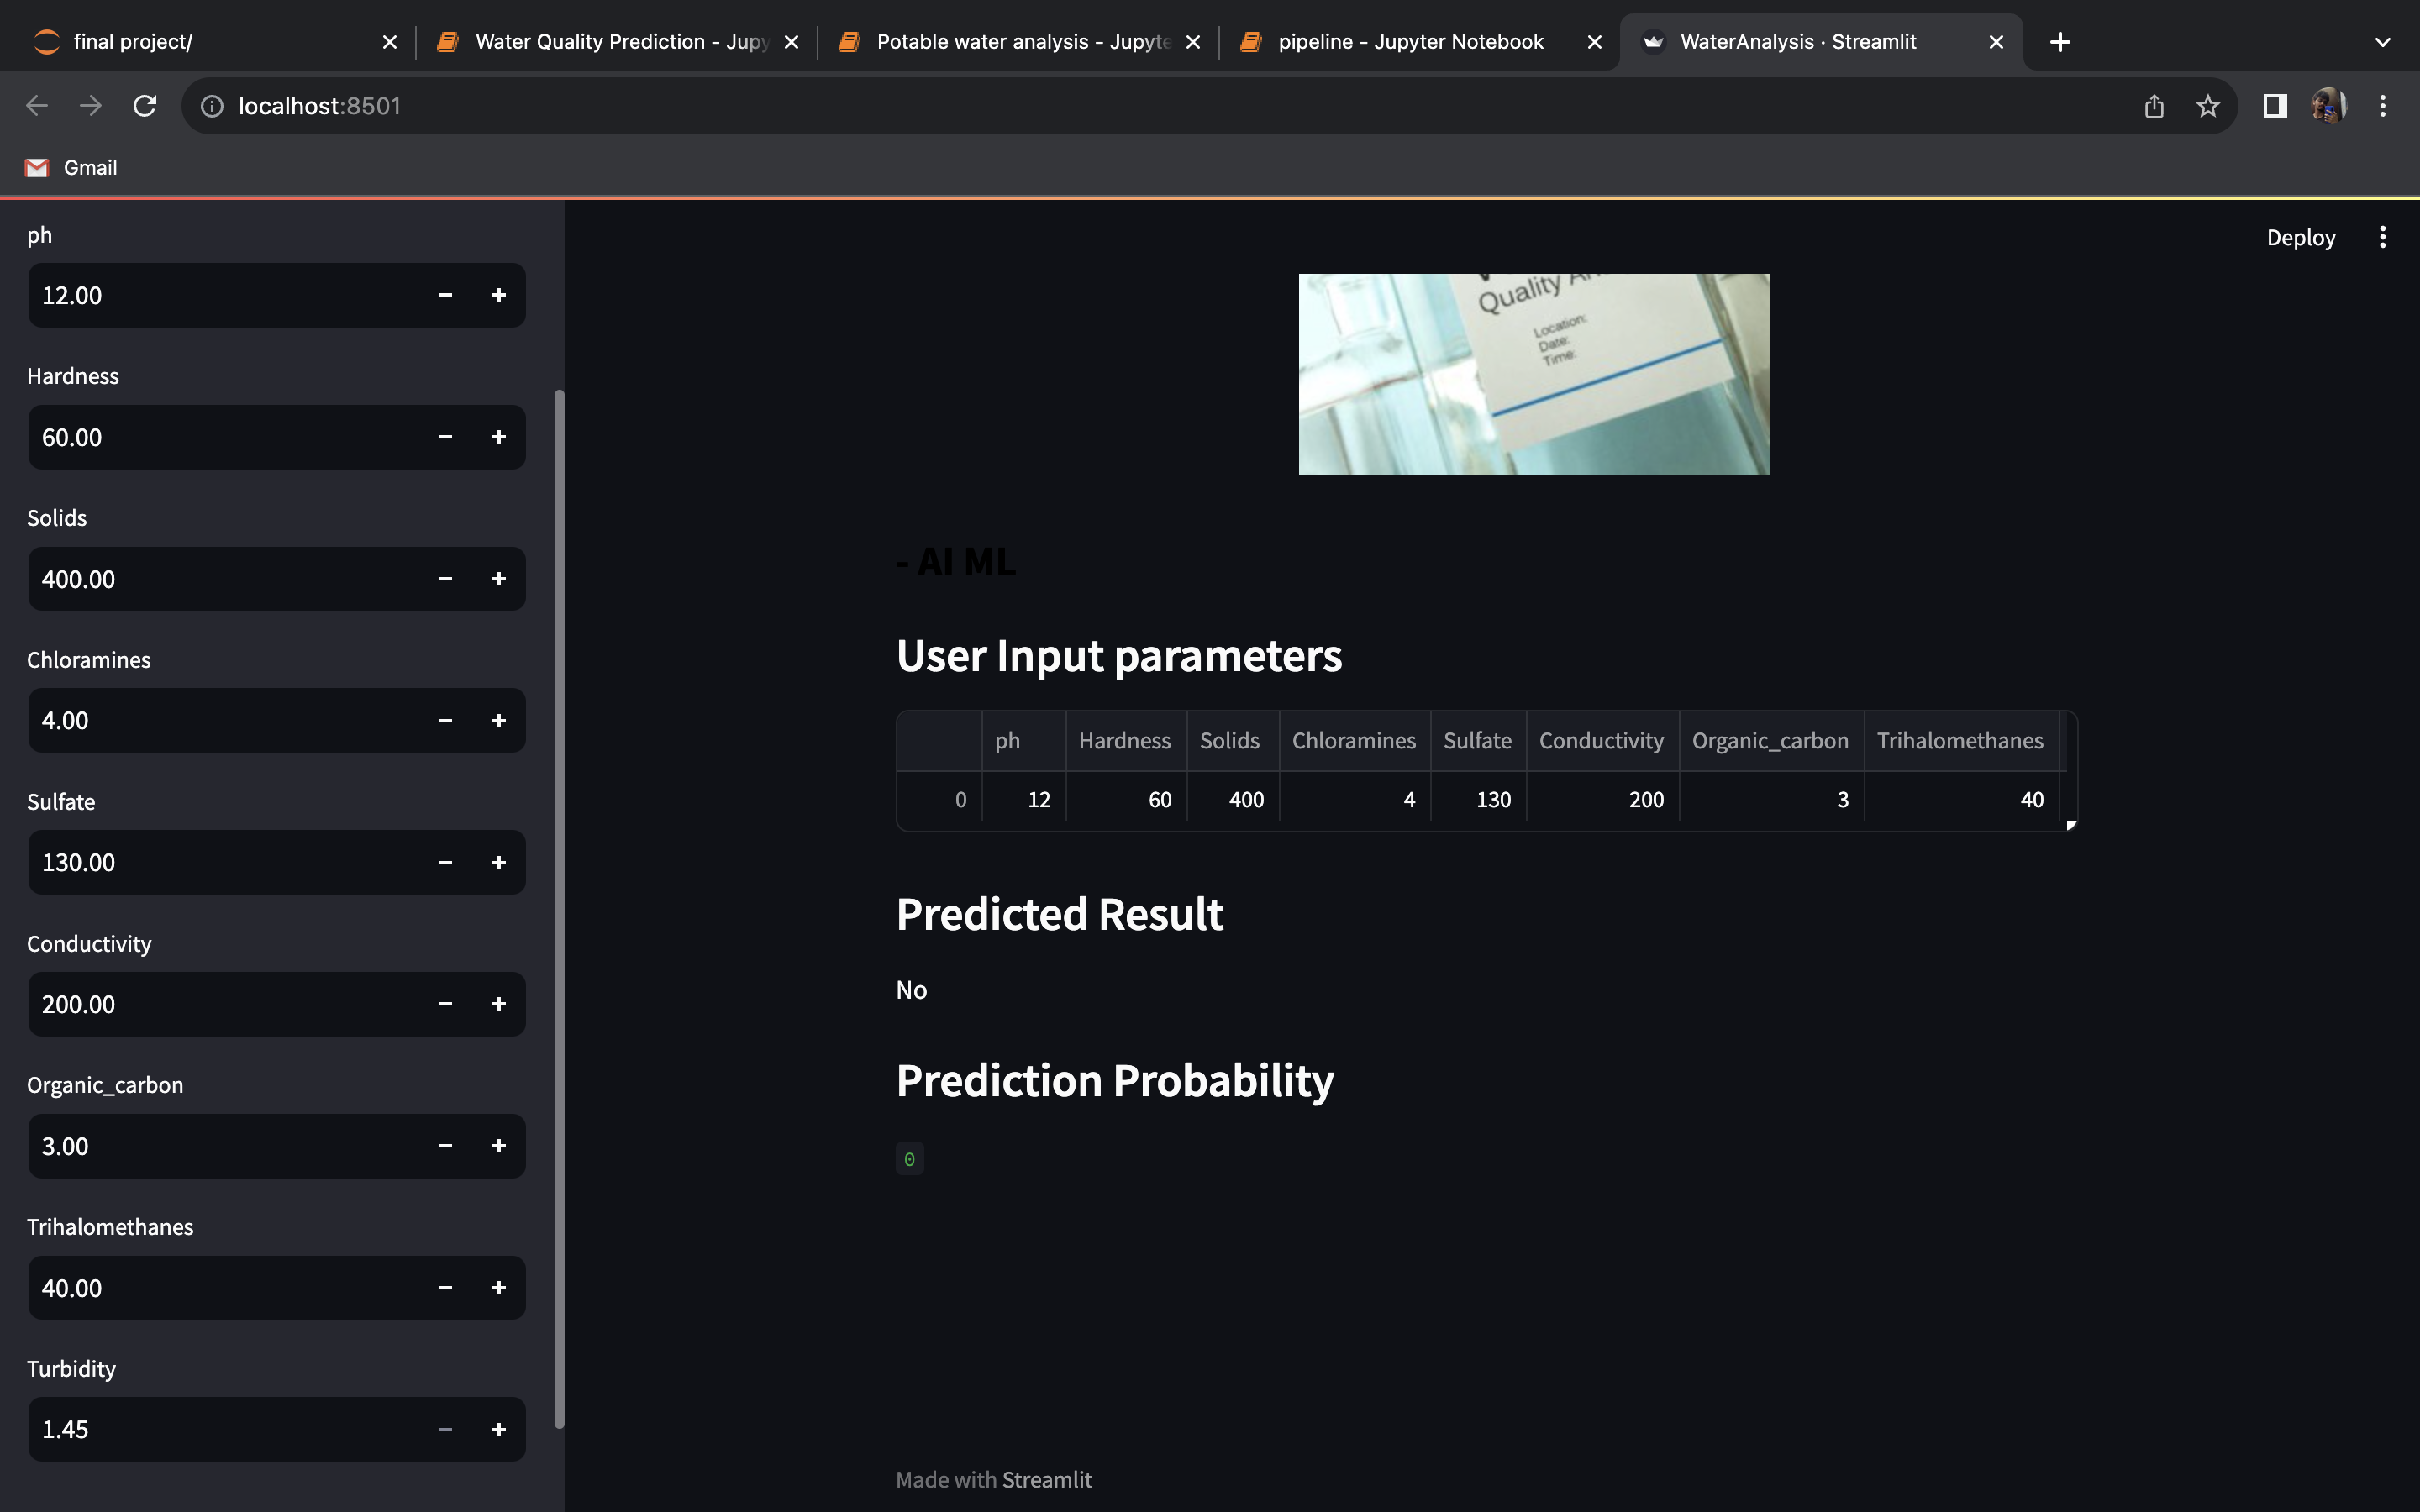 final project/
Water Quality Prediction - Jupy
Potable water analysis - Jupyte
pipeline - Jupyter Notebook
WaterAnalysis · Streamlit
localhost:8501
Gmail
ph
12.00
Hardness
60.00
Solids
400.00
Chloramines
4.00
Sulfate
130.00
Conductivity
200.00
Organic_carbon
3.00
Trihalomethanes
40.00
Turbidity
1.45
Deploy
Quality An
Location:
Date:
Time:
- AI ML
User Input parameters
ph Hardness Solids Chloramines Sulfate Conductivity Organic_carbon Trihalomethanes
0 12 60 400 4 130 200 3 40
Predicted Result
No
Prediction Probability
0
Made with Streamlit